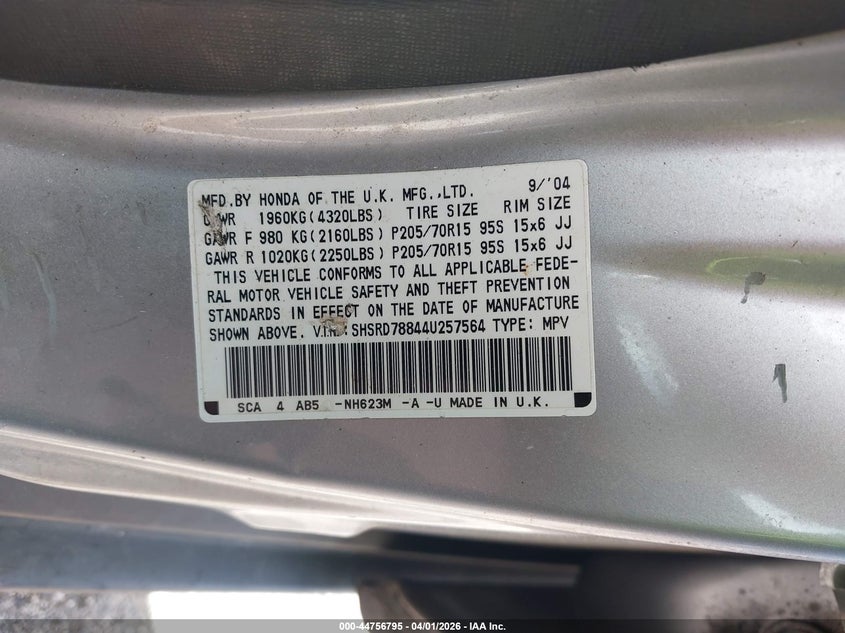 MFD.BY HONDA OF THE U.K. MFG.,LTD. 9/'04
GVWR 1960KG(4320LBS) TIRE SIZE RIM SIZE
GAWR F 980 KG(2160LBS) P205/70R15 95S 15x6 JJ
GAWR R 1020KG(2250LBS) P205/70R15 95S 15x6 JJ
THIS VEHICLE CONFORMS TO ALL APPLICABLE FEDE-
RAL MOTOR VEHICLE SAFETY AND THEFT PREVENTION
STANDARDS IN EFFECT ON THE DATE OF MANUFACTURE
SHOWN ABOVE. V.I.N.:SHSRD78844U257564 TYPE: MPV
SCA 4 AB5 -NH623M -A -U MADE IN U.K.
000-44756795 - 04/01/2026 - IAA Inc.